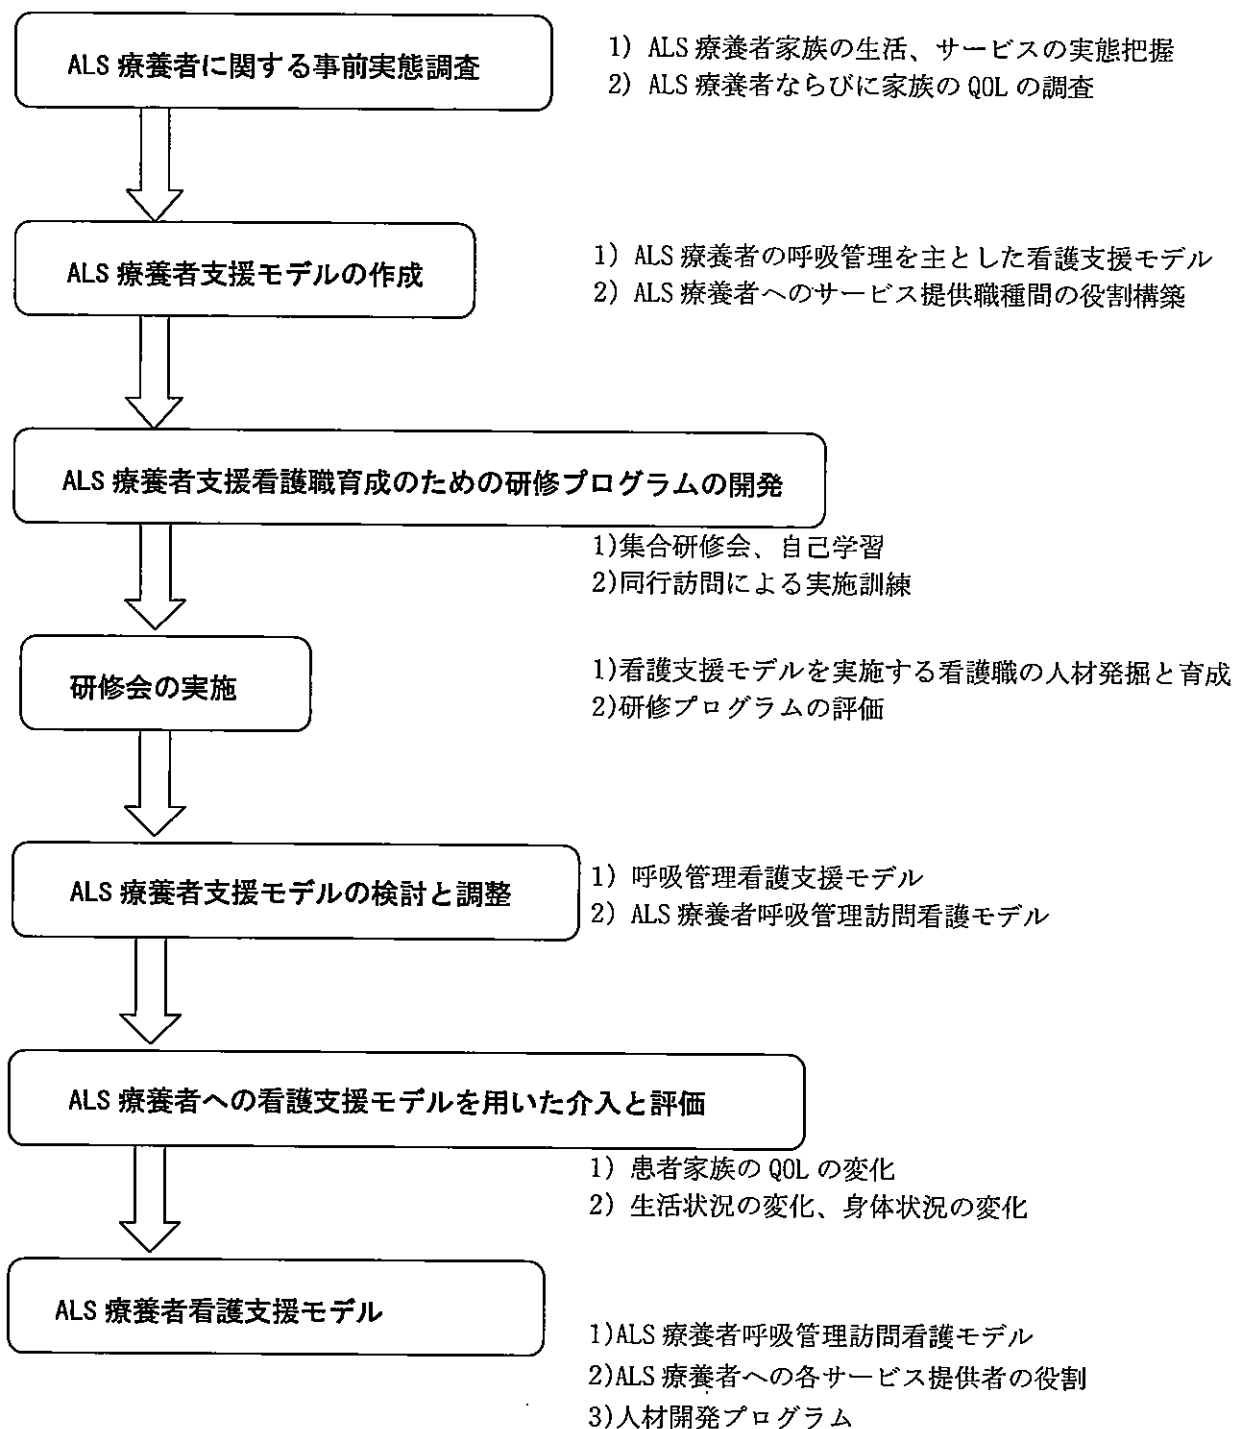 ALS 療養者に関する事前実態調査
1) ALS 療養者家族の生活、サービスの実態把握
2) ALS 療養者ならびに家族の QOL の調査
ALS 療養者支援モデルの作成
1) ALS 療養者の呼吸管理を主とした看護支援モデル
2) ALS 療養者へのサービス提供職種間の役割構築
ALS 療養者支援看護職育成のための研修プログラムの開発
1)集合研修会、自己学習
2)同行訪問による実施訓練
研修会の実施
1)看護支援モデルを実施する看護職の人材発掘と育成
2)研修プログラムの評価
ALS 療養者支援モデルの検討と調整
1) 呼吸管理看護支援モデル
2) ALS 療養者呼吸管理訪問看護モデル
ALS 療養者への看護支援モデルを用いた介入と評価
1) 患者家族の QOL の変化
2) 生活状況の変化、身体状況の変化
ALS 療養者看護支援モデル
1)ALS 療養者呼吸管理訪問看護モデル
2)ALS 療養者への各サービス提供者の役割
3)人材開発プログラム